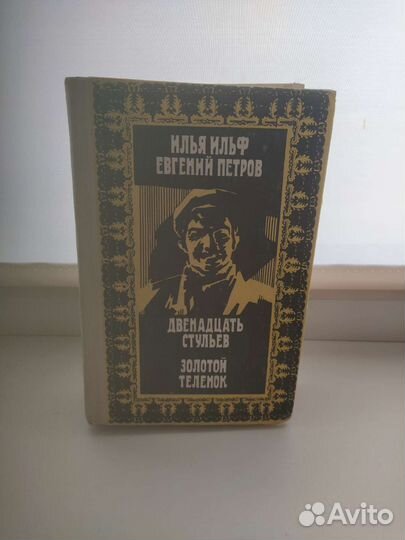 ИЛЬЯ ИЛЬФ
ЕВГЕНИЙ ПЕТРОВ
ДВЕНАДЦАТЬ
СТУЛЬЕВ
ЗОЛОТОЙ
ТЕЛЕНОК
Avito